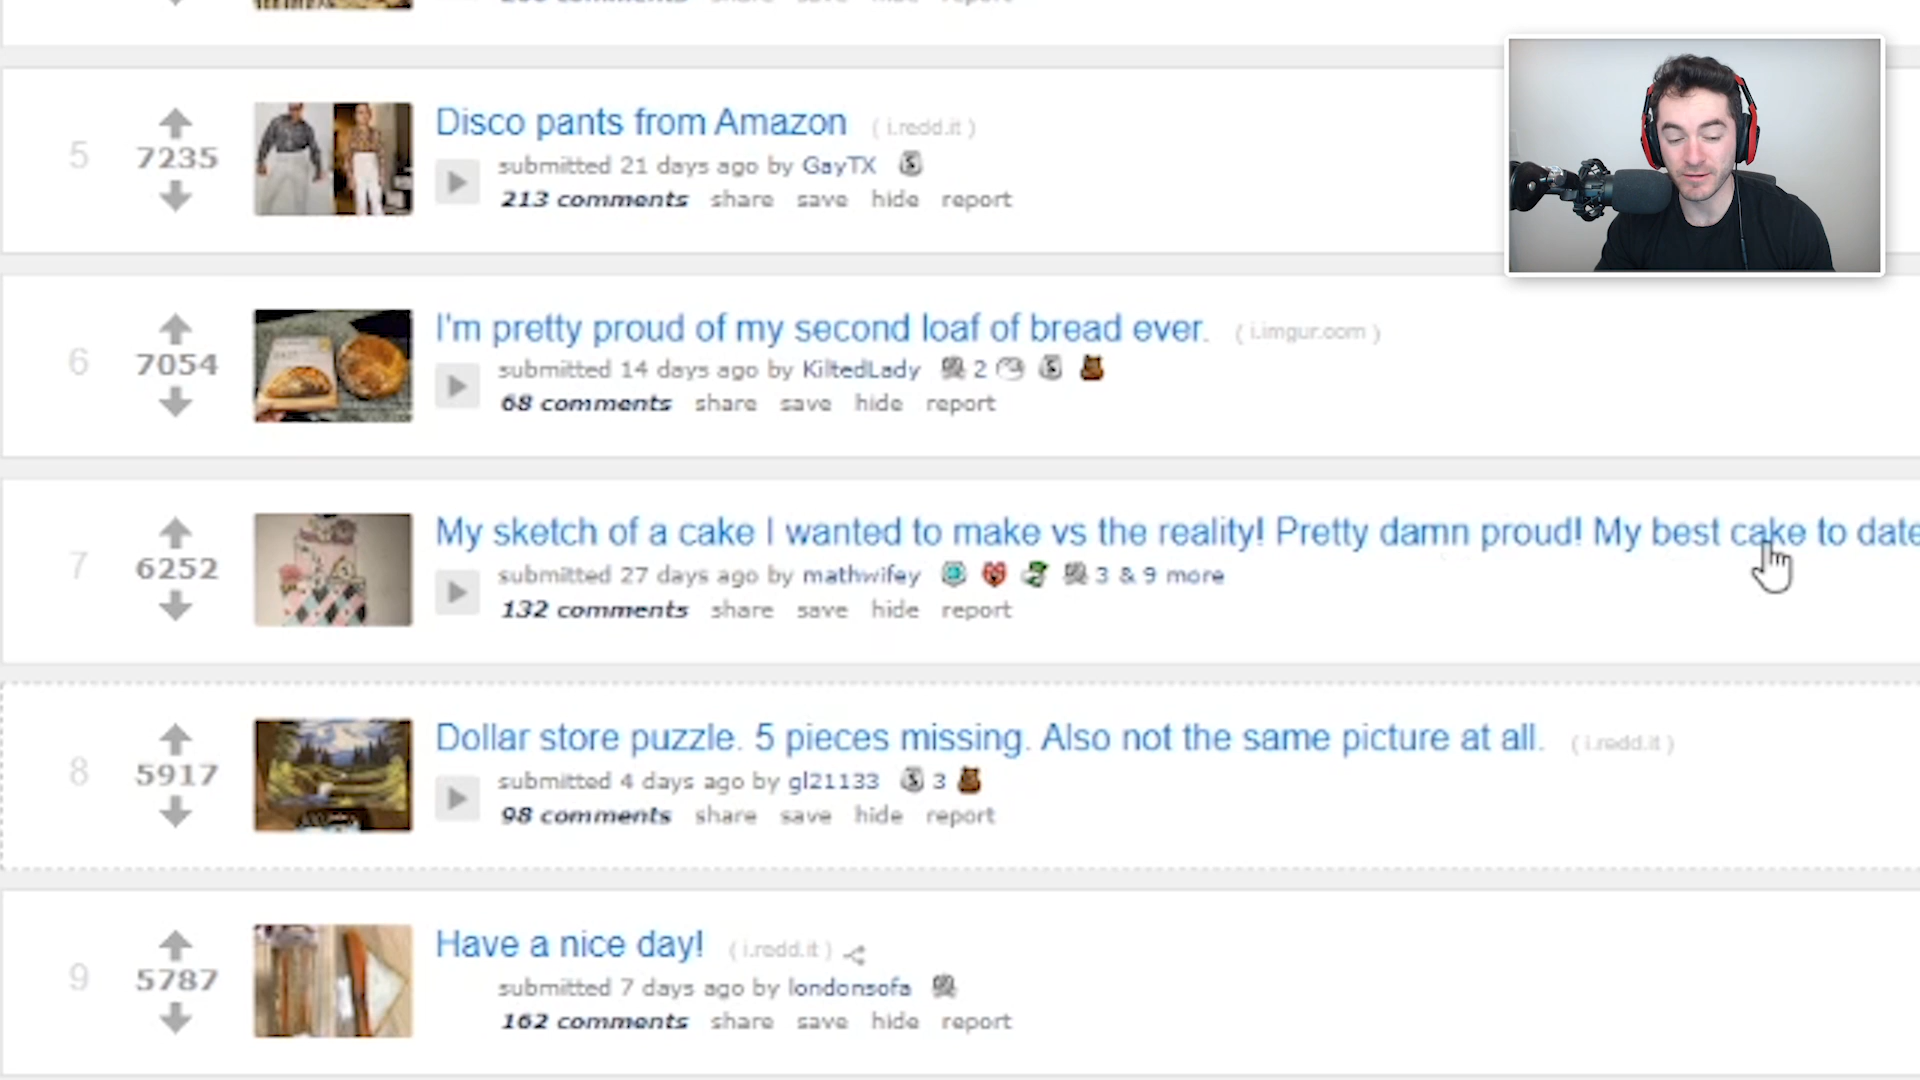 share save hide report
5
7235
Disco pants from Amazon ( i.redd.it )
submitted 21 days ago by GayTX
213 comments share save hide report
6
7054
I'm pretty proud of my second loaf of bread ever. ( i.imgur.com )
submitted 14 days ago by KiltedLady 2
68 comments share save hide report
7
6252
My sketch of a cake I wanted to make vs the reality! Pretty damn proud! My best cake to date
submitted 27 days ago by mathwifey 3 & 9 more
132 comments share save hide report
8
5917
Dollar store puzzle. 5 pieces missing. Also not the same picture at all. ( i.redd.it )
submitted 4 days ago by gl21133 3
98 comments share save hide report
9
5787
Have a nice day! ( i.redd.it )
submitted 7 days ago by londonsofa
162 comments share save hide report